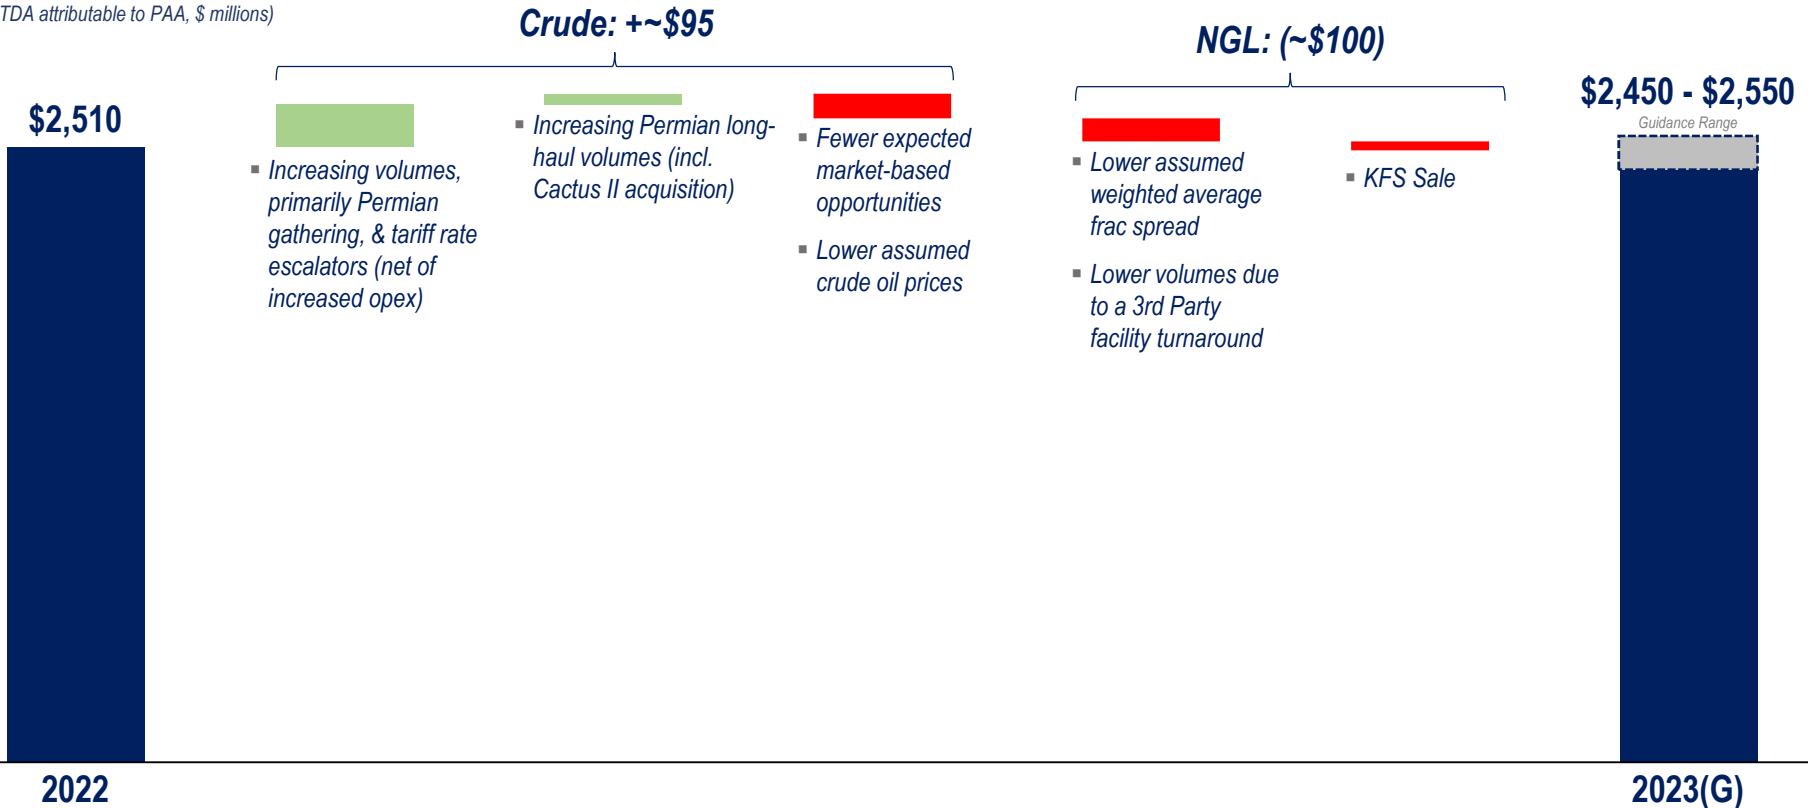 TDA attributable to PAA, $ millions)
Crude: +~$95
NGL: (~$100)
$2,510
▪ Increasing volumes,
primarily Permian
gathering, & tariff rate
escalators (net of
increased opex)
▪ Increasing Permian long-
haul volumes (incl.
Cactus II acquisition)
▪ Fewer expected
market-based
opportunities
▪ Lower assumed
crude oil prices
▪ Lower assumed
weighted average
frac spread
▪ Lower volumes due
to a 3rd Party
facility turnaround
▪ KFS Sale
$2,450 - $2,550
Guidance Range
2022
2023(G)